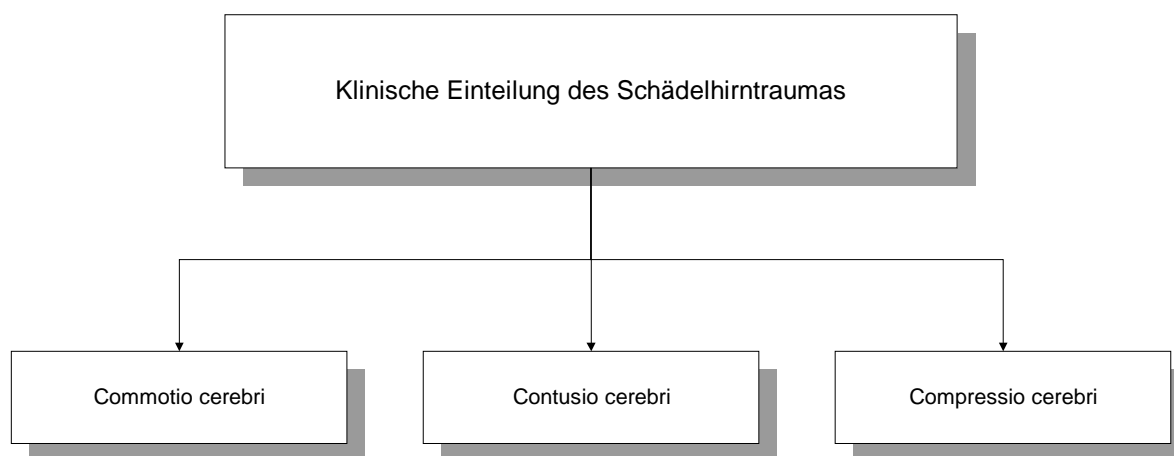 Klinische Einteilung des Schädelhirntraumas
Commotio cerebri
Contusio cerebri
Compressio cerebri